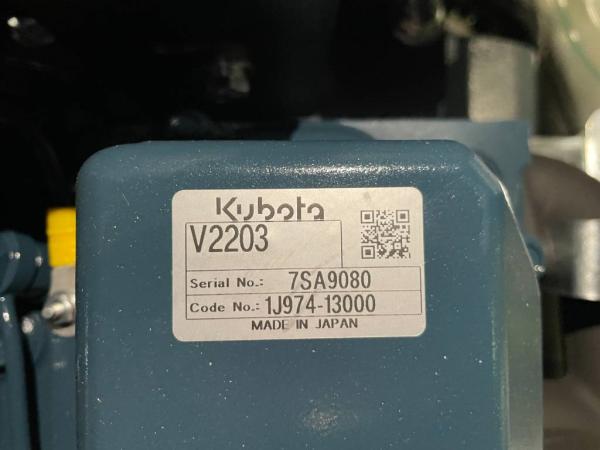 Kubota
V2203
Serial No.: 7SA9080
Code No.: 1J974-13000
MADE IN JAPAN